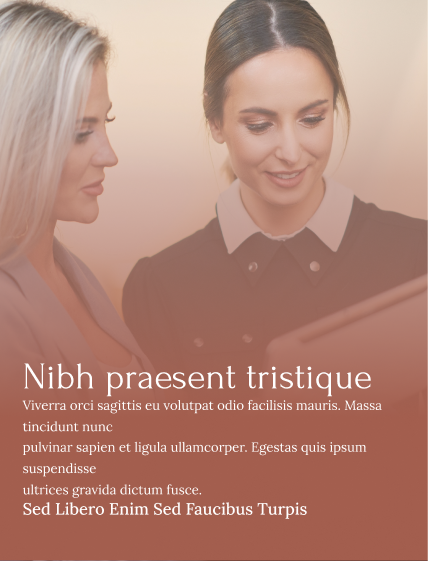 Nibh praesent tristique
Viverra orci sagittis eu volutpat odio facilisis mauris. Massa
tincidunt nunc
pulvinar sapien et ligula ullamcorper. Egestas quis ipsum
suspendisse
ultrices gravida dictum fusce.
Sed Libero Enim Sed Faucibus Turpis